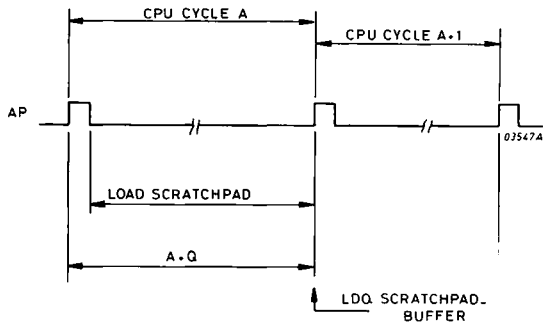 CPU CYCLE A
CPU CYCLE A+1
AP
03547A
LOAD SCRATCHPAD
A+Q
LDQ SCRATCHPAD-
BUFFER